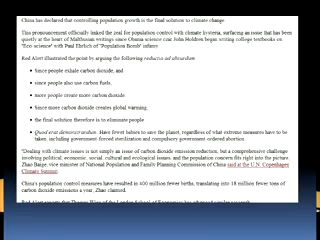 China has declared that controlling population growth is the final solution to climate change.
This pronouncement officially linked the zeal for population control with climate hysteria, surfacing an issue that has been
quietly at the heart of Malthusian writings since Obama science czar John Holdren began writing college textbooks on
"Eco-science" with Paul Ehrlich of "Population Bomb" infamy.
Red Alert illustrated the point by arguing the following reductio ad absurdum:
• Since people exhale carbon dioxide, and
• since people also use carbon fuels,
• more people create more carbon dioxide
• Since more carbon dioxide creates global warming,
• the final solution therefore is to eliminate people
• Quod erat demonstrandum: Have fewer babies to save the planet, regardless of what extreme measures have to be
taken, including government-forced sterilization and compulsory government-ordered abortion.
"Dealing with climate issues is not simply an issue of carbon dioxide emission reduction, but a comprehensive challenge
involving political, economic, social, cultural and ecological issues, and the population concern fits right into the picture,"
Zhao Baige, vice minister of National Population and Family Planning Commission of China said at the U.N. Copenhagen
Climate Summit.
China's population control measures have resulted in 400 million fewer births, translating into 18 million fewer tons of
carbon dioxide emissions a year, Zhao claimed.